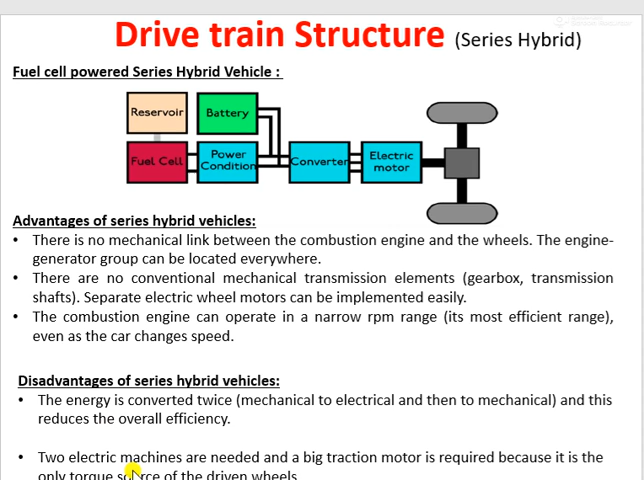 Drive train Structure (Series Hybrid)
Fuel cell powered Series Hybrid Vehicle :
Reservoir
Battery
Fuel Cell
Power Condition
Converter
Electric motor
Advantages of series hybrid vehicles:
• There is no mechanical link between the combustion engine and the wheels. The engine-
generator group can be located everywhere.
• There are no conventional mechanical transmission elements (gearbox, transmission
shafts). Separate electric wheel motors can be implemented easily.
• The combustion engine can operate in a narrow rpm range (its most efficient range),
even as the car changes speed.
Disadvantages of series hybrid vehicles:
• The energy is converted twice (mechanical to electrical and then to mechanical) and this
reduces the overall efficiency.
• Two electric machines are needed and a big traction motor is required because it is the
only torque source of the driven wheels.